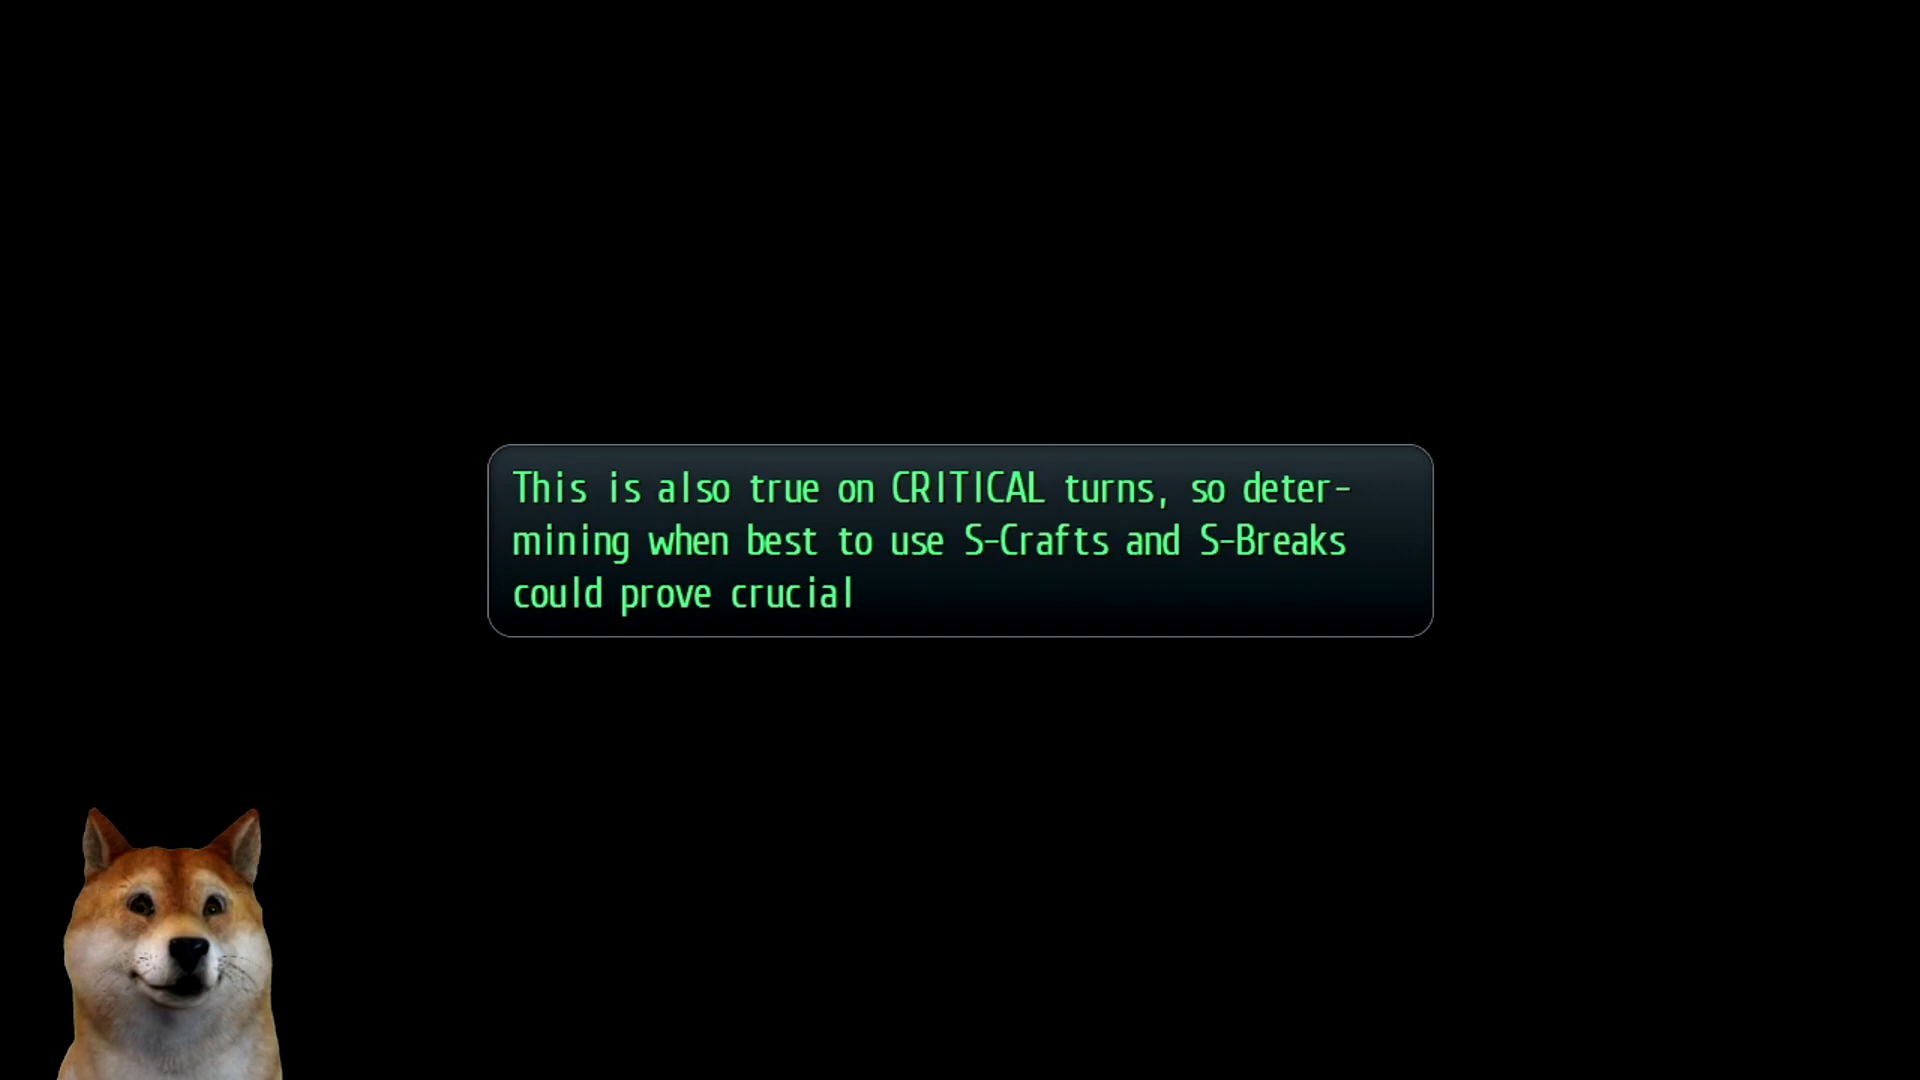 This is also true on CRITICAL turns, so deter-
mining when best to use S-Crafts and S-Breaks
could prove crucial